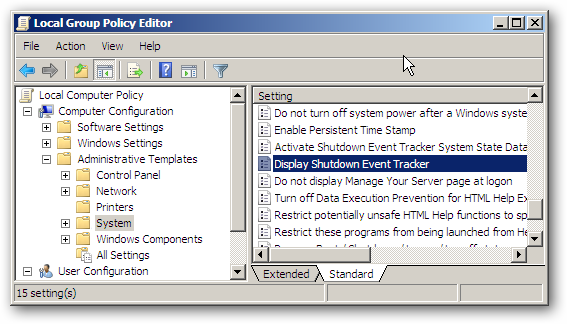 Local Group Policy Editor
File Action View Help
Local Computer Policy
Computer Configuration
Software Settings
Windows Settings
Administrative Templates
Control Panel
Network
Printers
System
Windows Components
All Settings
User Configuration
Setting
Do not turn off system power after a Windows syste
Enable Persistent Time Stamp
Activate Shutdown Event Tracker System State Data
Display Shutdown Event Tracker
Do not display Manage Your Server page at logon
Turn off Data Execution Prevention for HTML Help Ex
Restrict potentially unsafe HTML Help functions to sp
Restrict these programs from being launched from He
Extended Standard
15 setting(s)